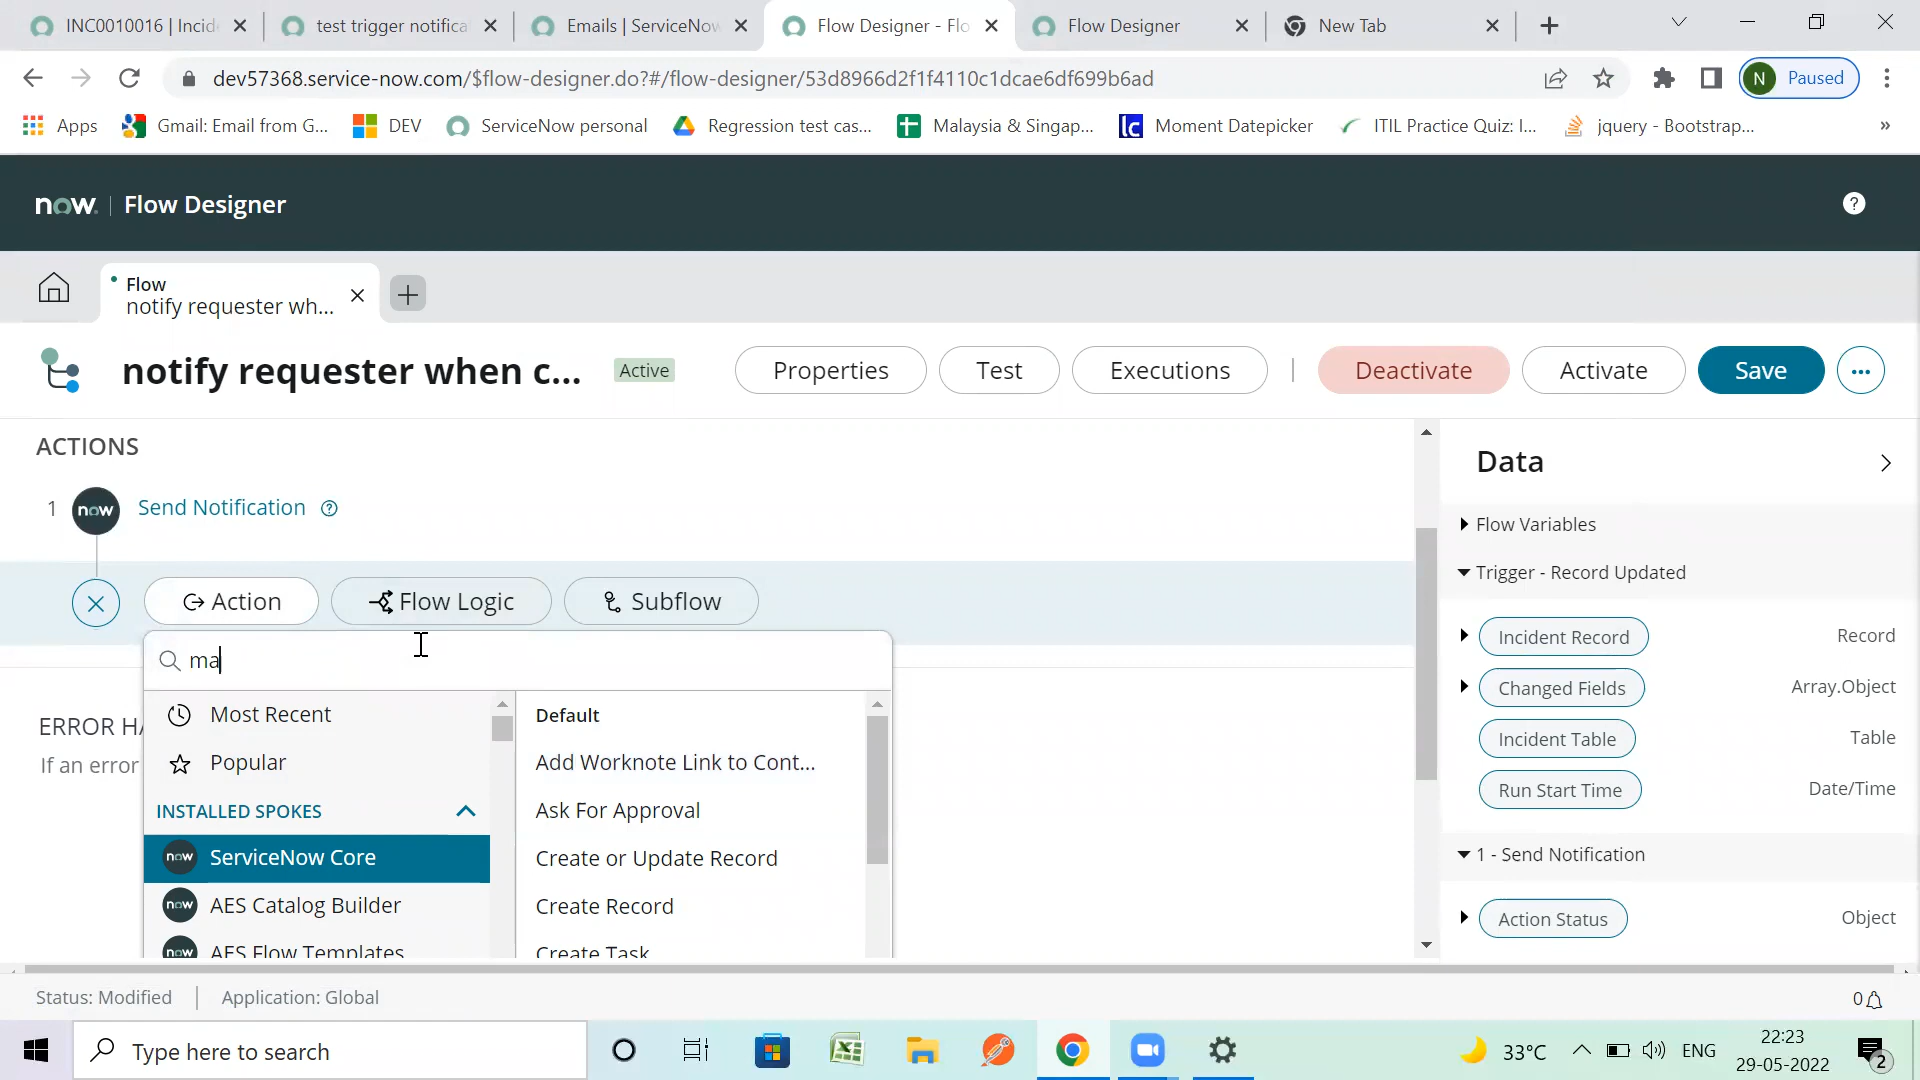 INC0010016 | Incid
test trigger notifica
Emails | ServiceNow
Flow Designer - Flo
Flow Designer
New Tab
dev57368.service-now.com/$flow-designer.do?#/flow-designer/53d8966d2f1f4110c1dcae6df699b6ad
N Paused
Apps
Gmail: Email from G...
DEV
ServiceNow personal
Regression test cas...
Malaysia & Singap...
lc Moment Datepicker
ITIL Practice Quiz: I...
jquery - Bootstrap...
»
now. | Flow Designer
?
Flow
notify requester wh...
notify requester when c...
Active
Properties
Test
Executions
Deactivate
Activate
Save
...
ACTIONS
1 now Send Notification ?
Action
Flow Logic
Subflow
ma
Most Recent
Popular
INSTALLED SPOKES
now ServiceNow Core
now AES Catalog Builder
now AES Flow Templates
Default
Add Worknote Link to Cont...
Ask For Approval
Create or Update Record
Create Record
Create Task
ERROR HA
If an error
Data
Flow Variables
Trigger - Record Updated
Incident Record Record
Changed Fields Array.Object
Incident Table Table
Run Start Time Date/Time
1 - Send Notification
Action Status Object
Status: Modified | Application: Global
0
Type here to search
33°C
ENG
22:23
29-05-2022
2